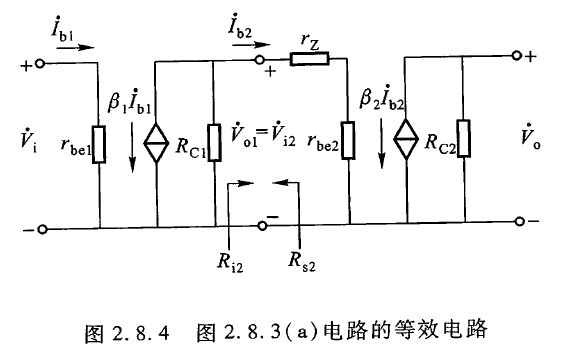 İb1 İb2 rZ
+ + +
β1İb1 β2İb2
V̇i rbe1 RC1 V̇o1=V̇i2 rbe2 RC2 V̇o
− − −
Ri2 Rs2
图 2.8.4 图 2.8.3(a)电路的等效电路